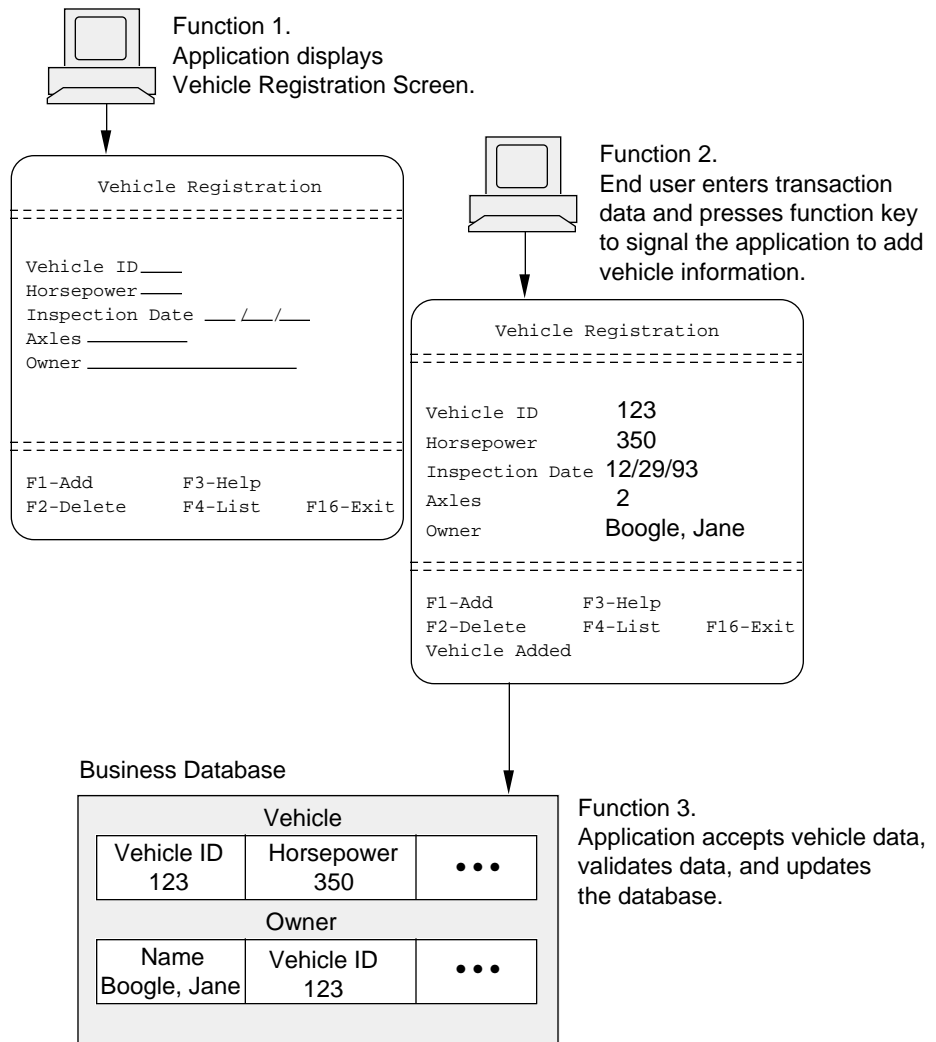 Function 1.
Application displays
Vehicle Registration Screen.
Vehicle Registration
Vehicle ID
Horsepower
Inspection Date / /
Axles
Owner
F1-Add F3-Help
F2-Delete F4-List F16-Exit
Function 2.
End user enters transaction
data and presses function key
to signal the application to add
vehicle information.
Vehicle Registration
Vehicle ID 123
Horsepower 350
Inspection Date 12/29/93
Axles 2
Owner Boogle, Jane
F1-Add F3-Help
F2-Delete F4-List F16-Exit
Vehicle Added
Business Database
Vehicle
Vehicle ID Horsepower •••
123 350
Owner
Name Vehicle ID •••
Boogle, Jane 123
Function 3.
Application accepts vehicle data,
validates data, and updates
the database.